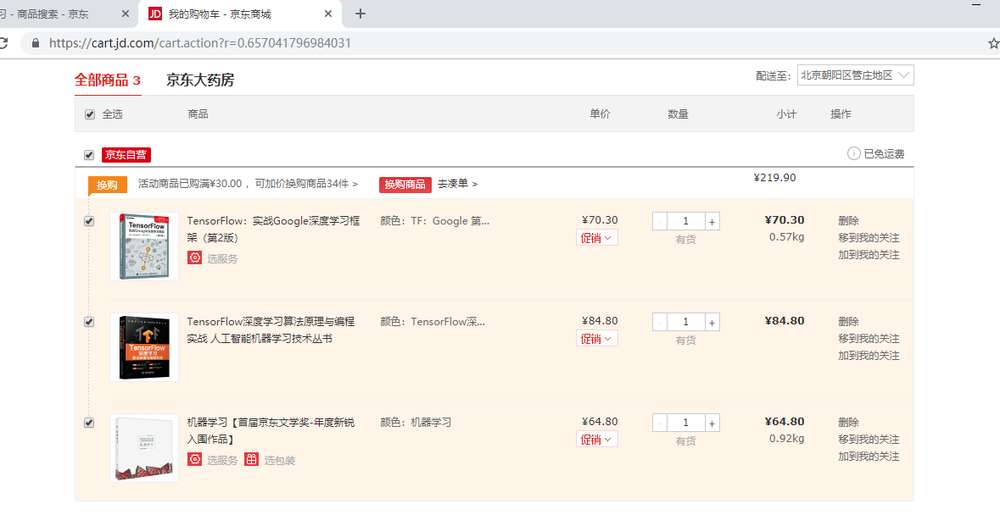 习 - 商品搜索 - 京东
JD 我的购物车 - 京东商城
https://cart.jd.com/cart.action?r=0.657041796984031
全部商品 3 京东大药房 配送至: 北京朝阳区管庄地区
全选 商品 单价 数量 小计 操作
京东自营 已免运费
换购 活动商品已购满¥30.00 ，可加价换购商品34件 > 换购商品 去凑单 > ¥219.90
TensorFlow：实战Google深度学习框 颜色：TF：Google 第... ¥70.30 - 1 + ¥70.30 删除
架（第2版） 促销 有货 0.57kg 移到我的关注
选服务 加到我的关注
TensorFlow深度学习算法原理与编程 颜色：TensorFlow深... ¥84.80 - 1 + ¥84.80 删除
实战 人工智能机器学习技术丛书 促销 有货 移到我的关注
加到我的关注
机器学习【首届京东文学奖-年度新锐 颜色：机器学习 ¥64.80 - 1 + ¥64.80 删除
入围作品】 促销 有货 0.92kg 移到我的关注
选服务 选包装 加到我的关注
TensorFlow
TensorFlow
深度学习
机器学习